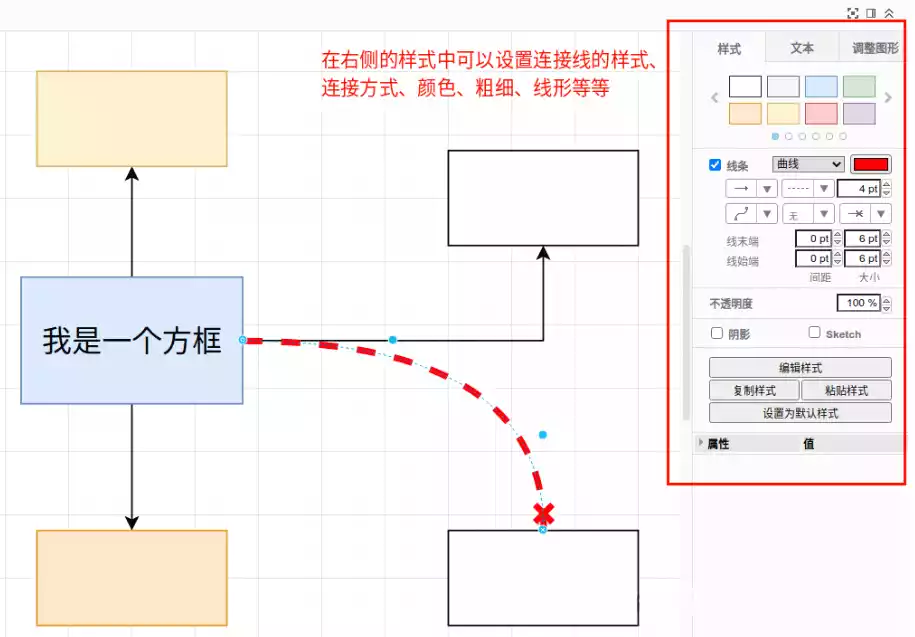 在右侧的样式中可以设置连接线的样式、
连接方式、颜色、粗细、线形等等
我是一个方框
样式 文本 调整图形
线条 曲线
4 pt
无
线末端 0 pt 6 pt
线始端 0 pt 6 pt
间距 大小
不透明度 100 %
阴影 Sketch
编辑样式
复制样式 粘贴样式
设置为默认样式
属性 值